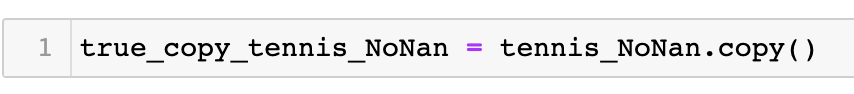 1 true_copy_tennis_NoNan = tennis_NoNan.copy()